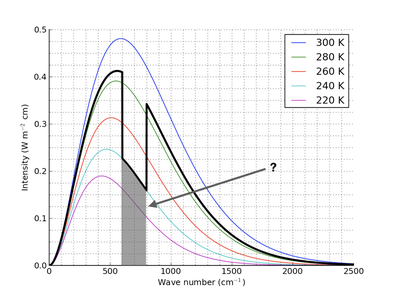 0.5
0.4
0.3
0.2
0.1
0.0
Intensity (W m⁻² cm)
300 K
280 K
260 K
240 K
220 K
?
0
500
1000
1500
2000
2500
Wave number (cm⁻¹)